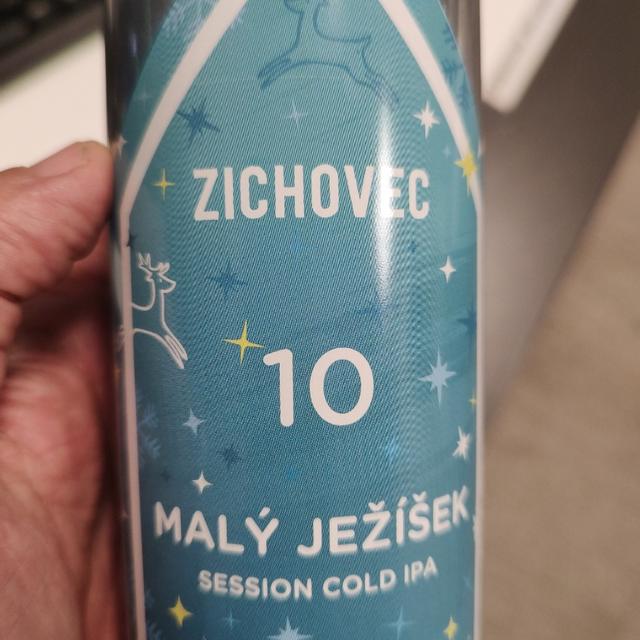 ZICHOVEC
10
MALÝ JEŽÍŠEK
SESSION COLD IPA